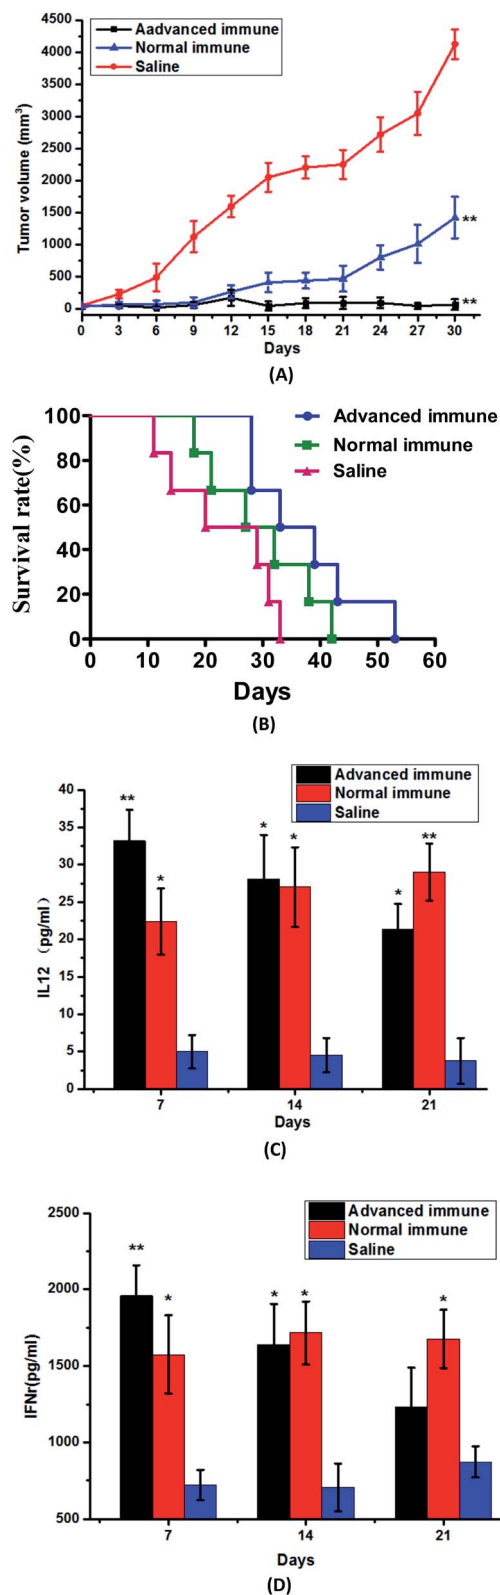 4500
4000
3500
3000
2500
2000
1500
1000
500
0
Tumor volume (mm³)
Aadvanced immune
Normal immune
Saline
**
**
0 3 6 9 12 15 18 21 24 27 30
Days
(A)
100
80
60
40
20
0
Survival rate(%)
Advanced immune
Normal immune
Saline
0 10 20 30 40 50 60
Days
(B)
40
35
30
25
20
15
10
5
0
IL12 (pg/ml)
Advanced immune
Normal immune
Saline
** * * * * **
7 14 21
Days
(C)
2500
2000
1500
1000
500
IFNr(pg/ml)
Advanced immune
Normal immune
Saline
** * * * *
7 14 21
Days
(D)